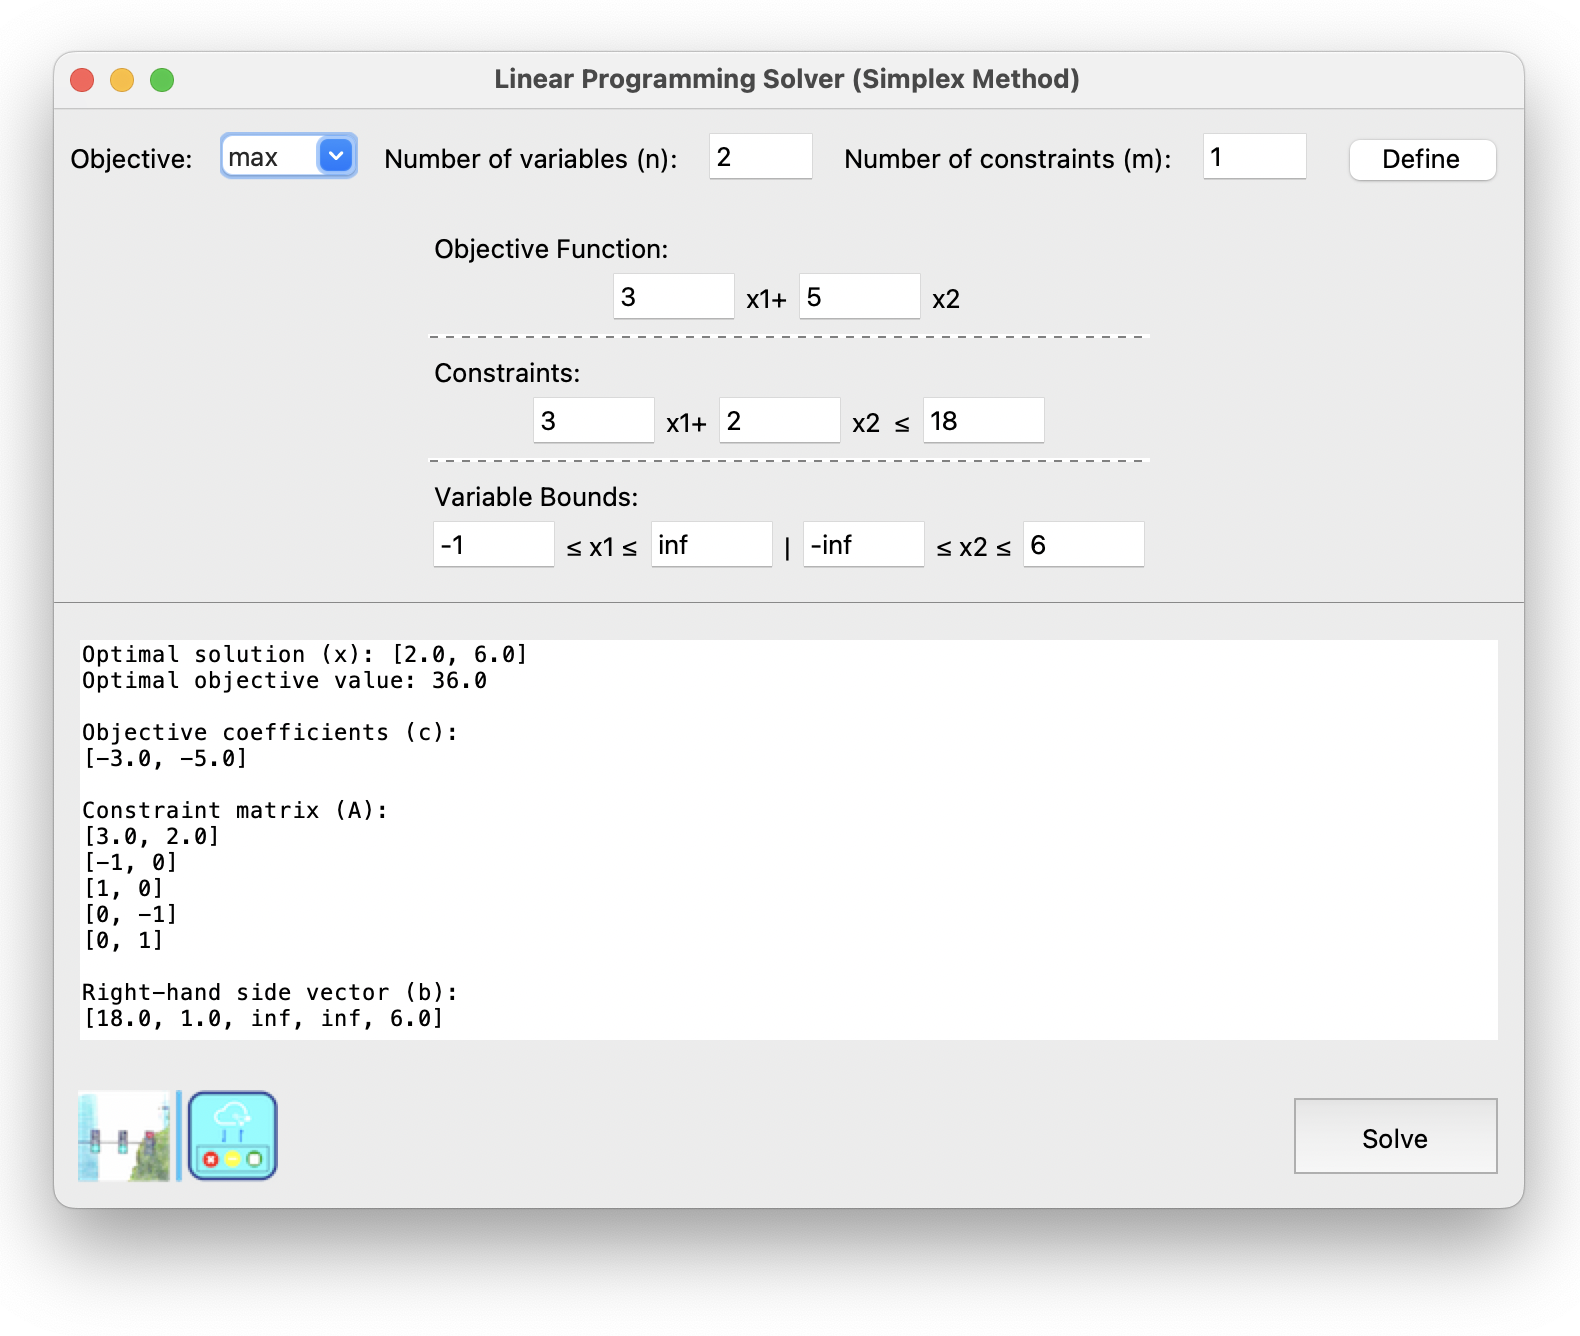 Linear Programming Solver (Simplex Method)
Objective: max Number of variables (n): 2 Number of constraints (m): 1 Define
Objective Function:
3 x1+ 5 x2
Constraints:
3 x1+ 2 x2 ≤ 18
Variable Bounds:
-1 ≤ x1 ≤ inf | -inf ≤ x2 ≤ 6
Optimal solution (x): [2.0, 6.0]
Optimal objective value: 36.0
Objective coefficients (c):
[-3.0, -5.0]
Constraint matrix (A):
[3.0, 2.0]
[-1, 0]
[1, 0]
[0, -1]
[0, 1]
Right-hand side vector (b):
[18.0, 1.0, inf, inf, 6.0]
Solve